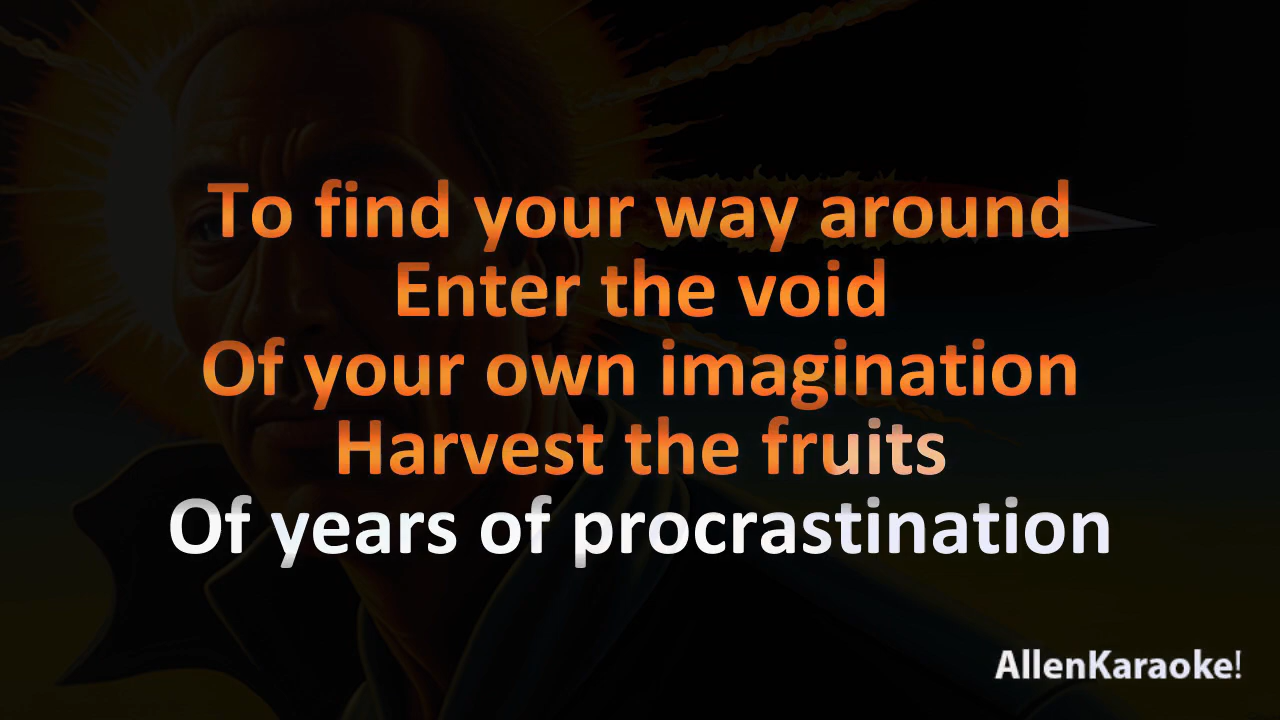 To find your way around
Enter the void
Of your own imagination
Harvest the fruits
Of years of procrastination
AllenKaraoke!